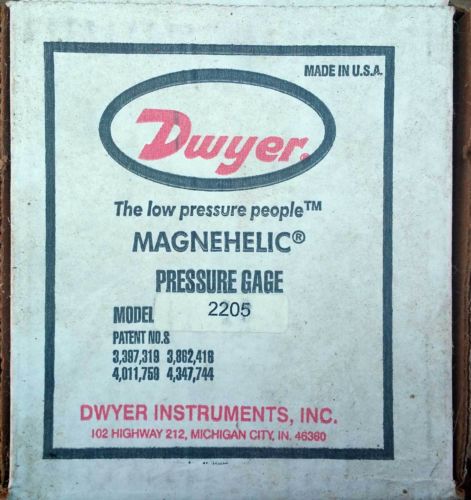 MADE IN U.S.A.
Dwyer.
The low pressure people™
MAGNEHELIC®
PRESSURE GAGE
MODEL 2205
PATENT NO.S
3,397,319 3,862,416
4,011,759 4,347,744
DWYER INSTRUMENTS, INC.
102 HIGHWAY 212, MICHIGAN CITY, IN. 46360